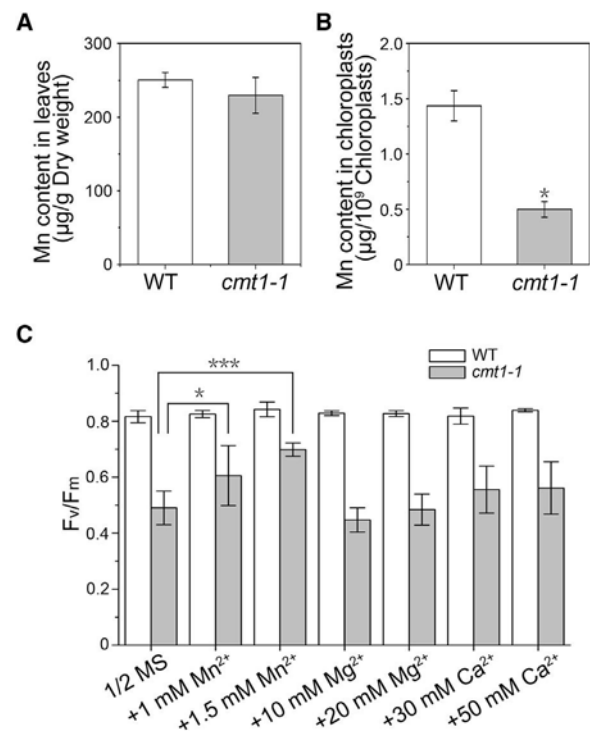 A
Mn content in leaves
(μg/g Dry weight)
300
200
100
0
WT
cmt1-1
B
Mn content in chloroplasts
(μg/10⁹ Chloroplasts)
2.0
1.5
1.0
0.5
0
*
WT
cmt1-1
C
WT
cmt1-1
***
*
Fv/Fm
1.0
0.8
0.6
0.4
0.2
0
1/2 MS
+1 mM Mn²⁺
+1.5 mM Mn²⁺
+10 mM Mg²⁺
+20 mM Mg²⁺
+30 mM Ca²⁺
+50 mM Ca²⁺